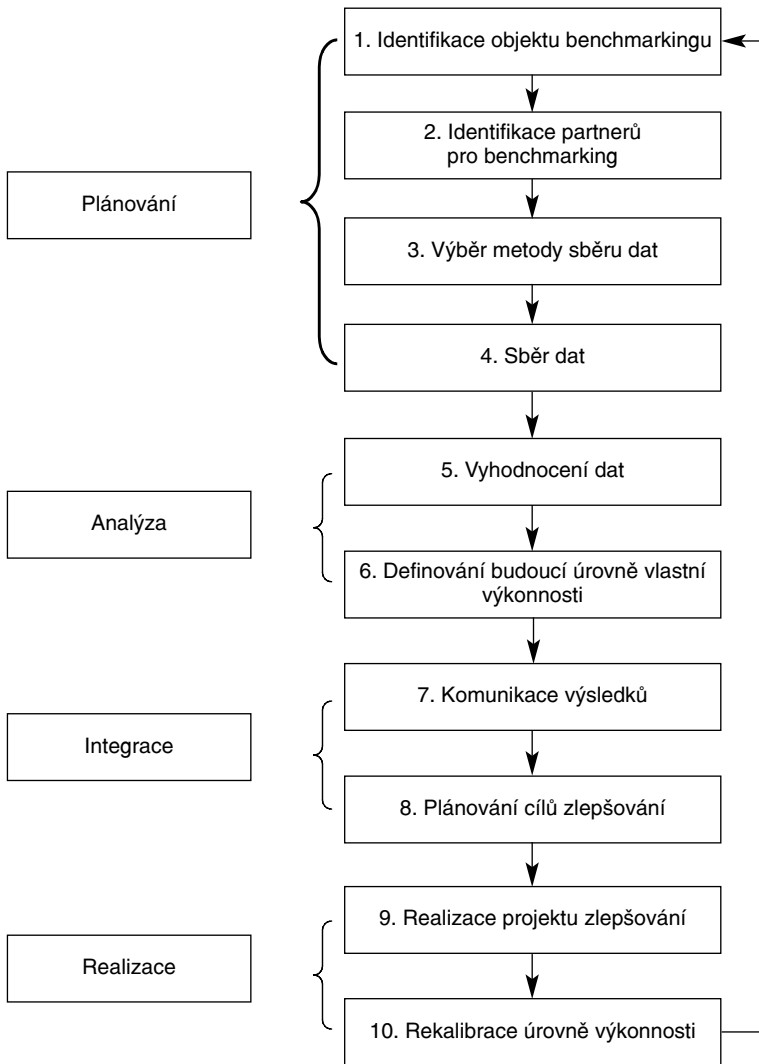 1. Identifikace objektu benchmarkingu
2. Identifikace partnerů
pro benchmarking
Plánování
3. Výběr metody sběru dat
4. Sběr dat
5. Vyhodnocení dat
Analýza
6. Definování budoucí úrovně vlastní
výkonnosti
7. Komunikace výsledků
Integrace
8. Plánování cílů zlepšování
9. Realizace projektu zlepšování
Realizace
10. Rekalibrace úrovně výkonnosti